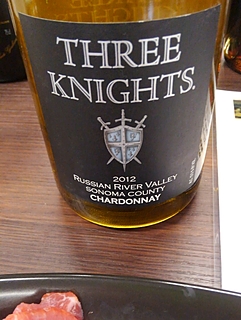 THREE
KNIGHTS.
2012
RUSSIAN RIVER VALLEY
SONOMA COUNTY
CHARDONNAY